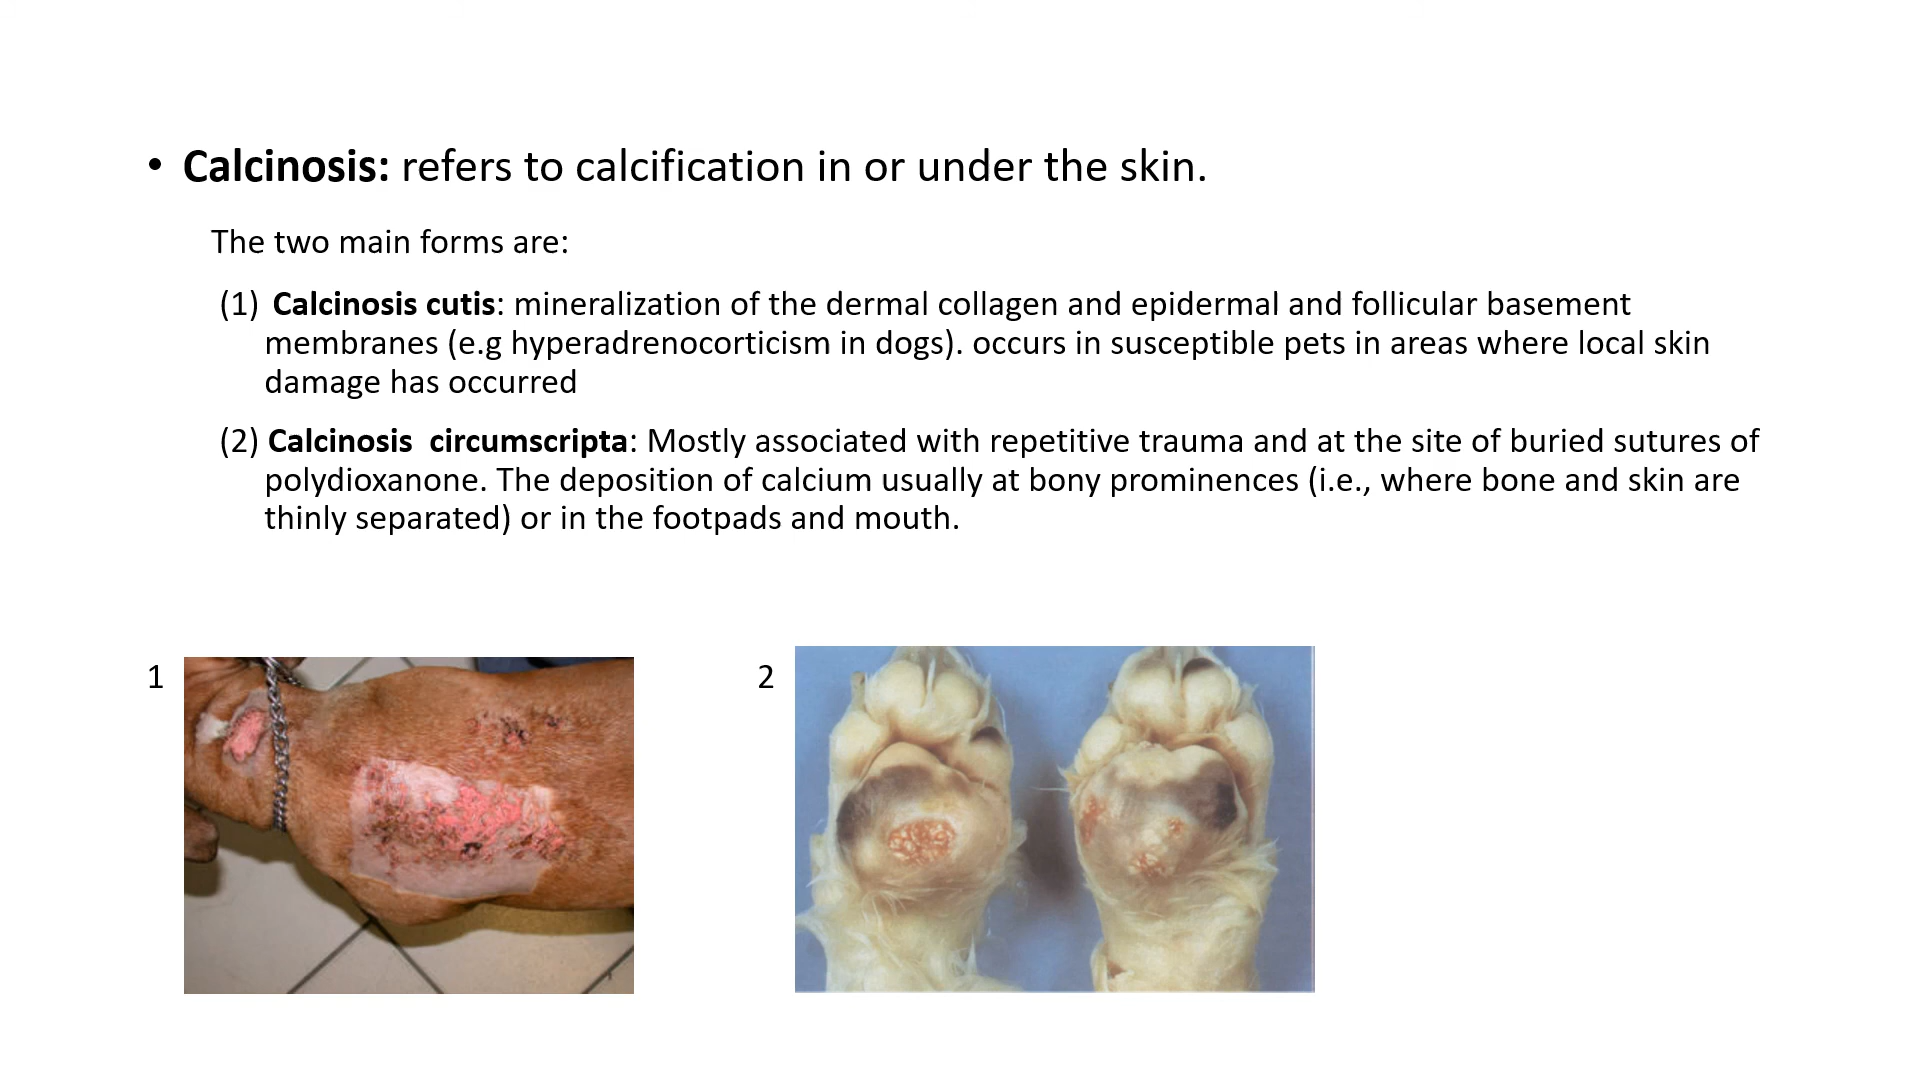 • Calcinosis: refers to calcification in or under the skin.
The two main forms are:
(1) Calcinosis cutis: mineralization of the dermal collagen and epidermal and follicular basement
membranes (e.g hyperadrenocorticism in dogs). occurs in susceptible pets in areas where local skin
damage has occurred
(2) Calcinosis circumscripta: Mostly associated with repetitive trauma and at the site of buried sutures of
polydioxanone. The deposition of calcium usually at bony prominences (i.e., where bone and skin are
thinly separated) or in the footpads and mouth.
1
2